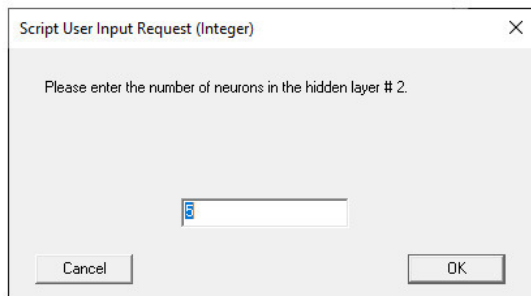 Script User Input Request (Integer)
Please enter the number of neurons in the hidden layer # 2.
5
Cancel
OK